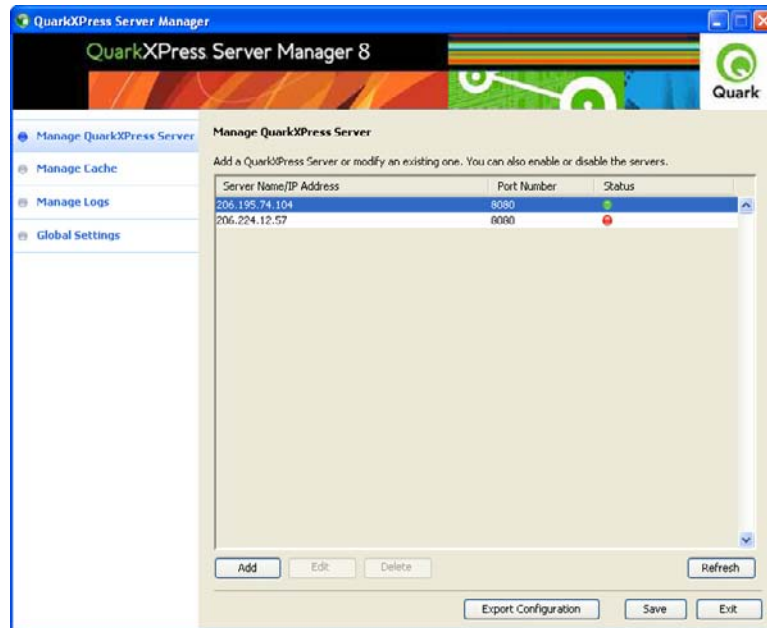 QuarkXPress Server Manager
QuarkXPress Server Manager 8
Quark
Manage QuarkXPress Server
Manage Cache
Manage Logs
Global Settings
Manage QuarkXPress Server
Add a QuarkXPress Server or modify an existing one. You can also enable or disable the servers.
Server Name/IP Address Port Number Status
206.195.74.104 8080
206.224.12.57 8080
Add Edit Delete Refresh
Export Configuration Save Exit